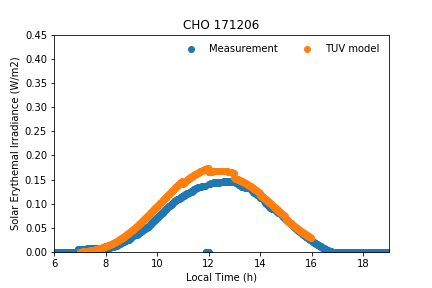 CHO 171206
Measurement
TUV model
Solar Erythemal Irradiance (W/m2)
0.45
0.40
0.35
0.30
0.25
0.20
0.15
0.10
0.05
0.00
6 8 10 12 14 16 18
Local Time (h)